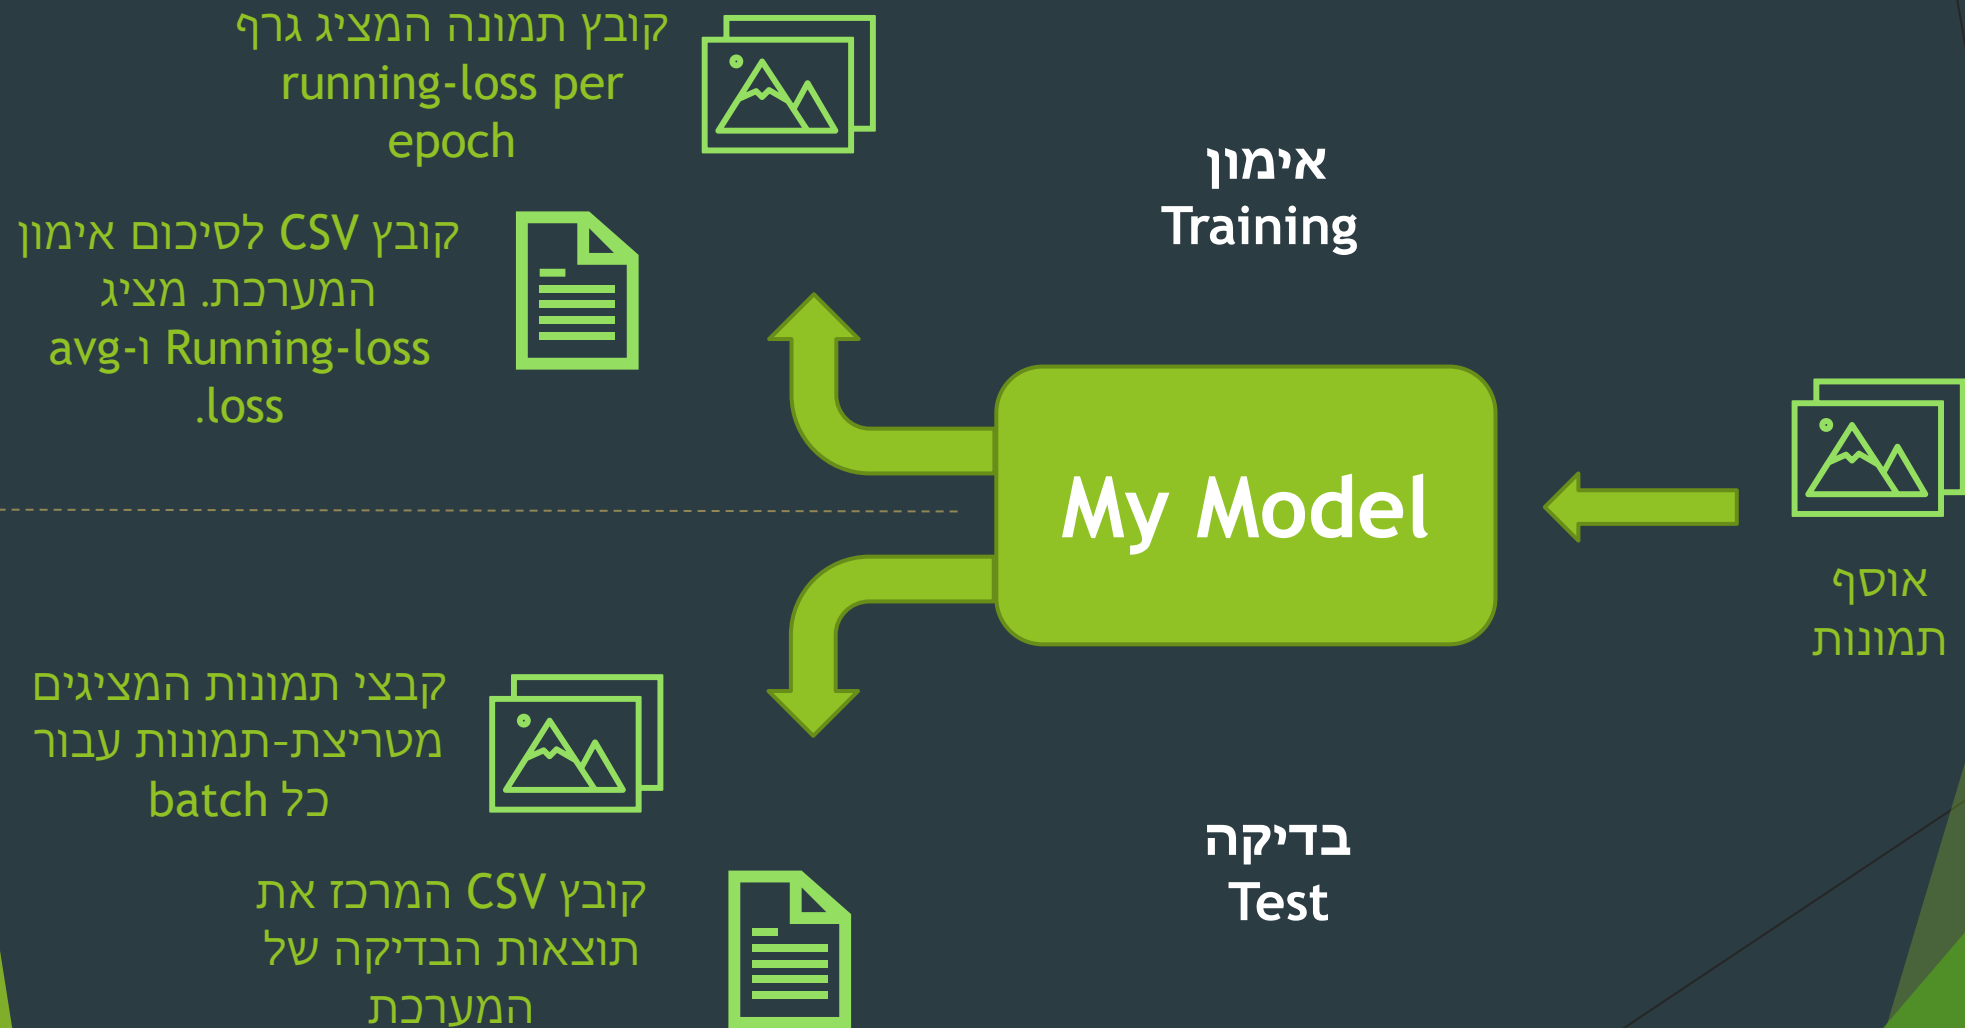 קובץ תמונה המציג גרף
running-loss per
epoch
אימון
Training
קובץ CSV לסיכום אימון
המערכת. מציג
Running-loss ו-avg
loss.
My Model
אוסף
תמונות
קבצי תמונות המציגים
מטריצת-תמונות עבור
כל batch
בדיקה
Test
קובץ CSV המרכז את
תוצאות הבדיקה של
המערכת